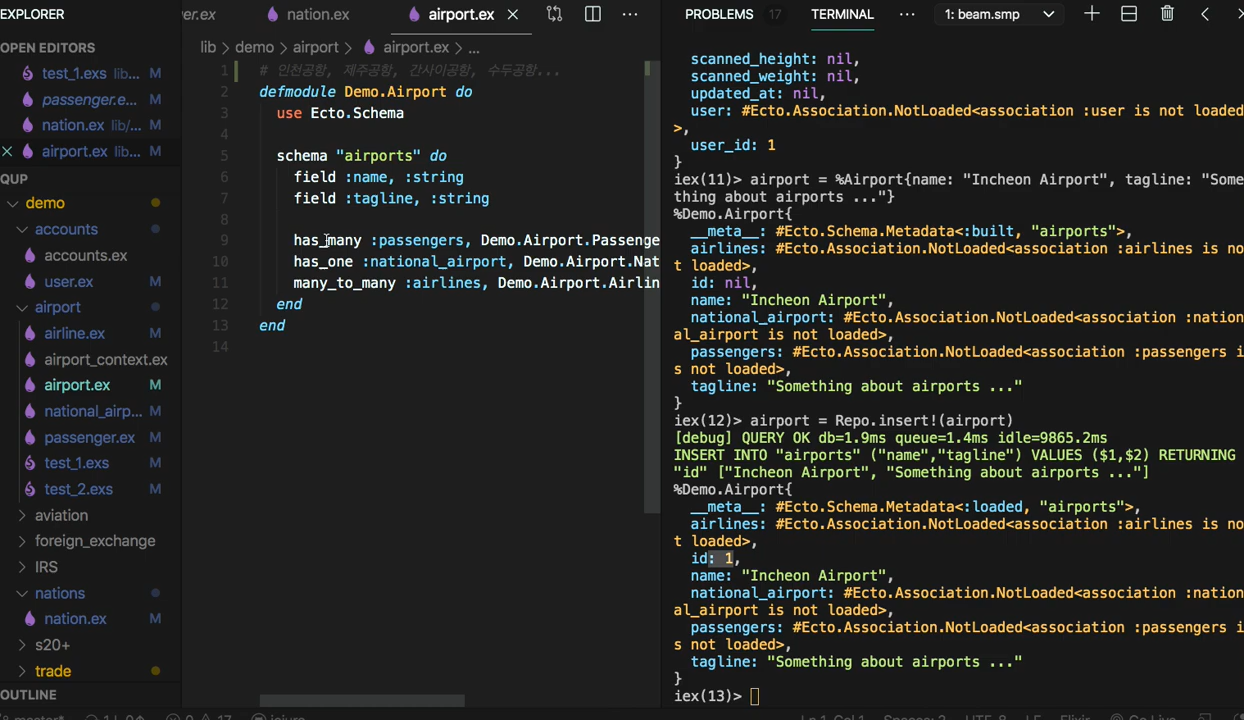 EXPLORER
OPEN EDITORS
test_1.exs lib... M
passenger.e... M
nation.ex lib/... M
airport.ex lib... M
QUP
demo
accounts
accounts.ex
user.ex M
airport
airline.ex M
airport_context.ex
airport.ex M
national_airp... M
passenger.ex M
test_1.exs M
test_2.exs M
aviation
foreign_exchange
IRS
nations
nation.ex M
s20+
trade
OUTLINE
er.ex nation.ex airport.ex
lib > demo > airport > airport.ex > ...
1 # 인천공항, 제주공항, 간사이공항, 수두공항...
2 defmodule Demo.Airport do
3 use Ecto.Schema
4
5 schema "airports" do
6 field :name, :string
7 field :tagline, :string
8
9 has_many :passengers, Demo.Airport.Passenge
10 has_one :national_airport, Demo.Airport.Nat
11 many_to_many :airlines, Demo.Airport.Airlin
12 end
13 end
14
PROBLEMS 17 TERMINAL ... 1: beam.smp
scanned_height: nil,
scanned_weight: nil,
updated_at: nil,
user: #Ecto.Association.NotLoaded<association :user is not loaded
>,
user_id: 1
}
iex(11)> airport = %Airport{name: "Incheon Airport", tagline: "Some
thing about airports ..."}
%Demo.Airport{
__meta__: #Ecto.Schema.Metadata<:built, "airports">,
airlines: #Ecto.Association.NotLoaded<association :airlines is no
t loaded>,
id: nil,
name: "Incheon Airport",
national_airport: #Ecto.Association.NotLoaded<association :nation
al_airport is not loaded>,
passengers: #Ecto.Association.NotLoaded<association :passengers i
s not loaded>,
tagline: "Something about airports ..."
}
iex(12)> airport = Repo.insert!(airport)
[debug] QUERY OK db=1.9ms queue=1.4ms idle=9865.2ms
INSERT INTO "airports" ("name","tagline") VALUES ($1,$2) RETURNING
"id" ["Incheon Airport", "Something about airports ..."]
%Demo.Airport{
__meta__: #Ecto.Schema.Metadata<:loaded, "airports">,
airlines: #Ecto.Association.NotLoaded<association :airlines is no
t loaded>,
id: 1,
name: "Incheon Airport",
national_airport: #Ecto.Association.NotLoaded<association :nation
al_airport is not loaded>,
passengers: #Ecto.Association.NotLoaded<association :passengers i
s not loaded>,
tagline: "Something about airports ..."
}
iex(13)>